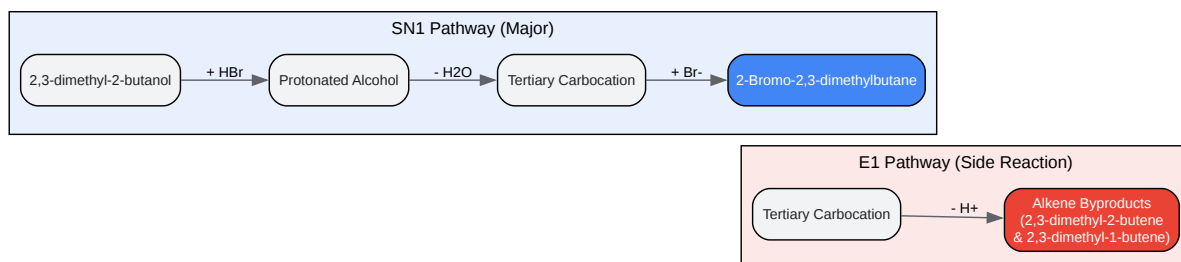 SN1 Pathway (Major)
2,3-dimethyl-2-butanol
+ HBr
Protonated Alcohol
- H2O
Tertiary Carbocation
+ Br-
2-Bromo-2,3-dimethylbutane
E1 Pathway (Side Reaction)
Tertiary Carbocation
- H+
Alkene Byproducts
(2,3-dimethyl-2-butene
& 2,3-dimethyl-1-butene)